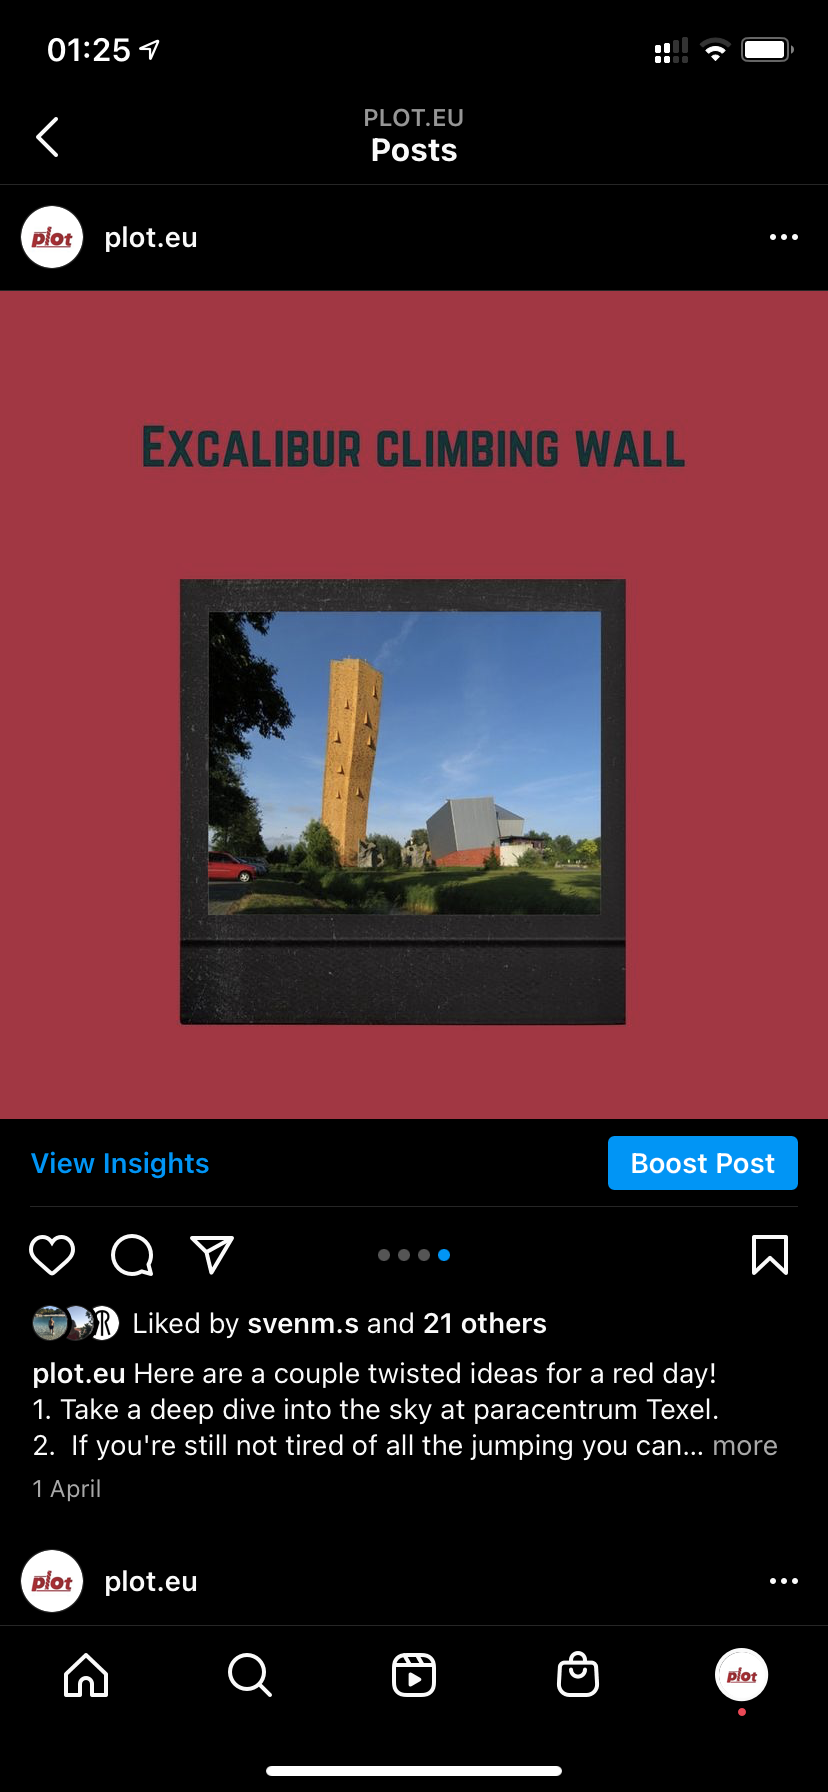 01:25
PLOT.EU
Posts
plot
plot.eu
EXCALIBUR CLIMBING WALL
View Insights
Boost Post
R
Liked by svenm.s and 21 others
plot.eu Here are a couple twisted ideas for a red day!
1. Take a deep dive into the sky at paracentrum Texel.
2.  If you're still not tired of all the jumping you can... more
1 April
plot
plot.eu
plot